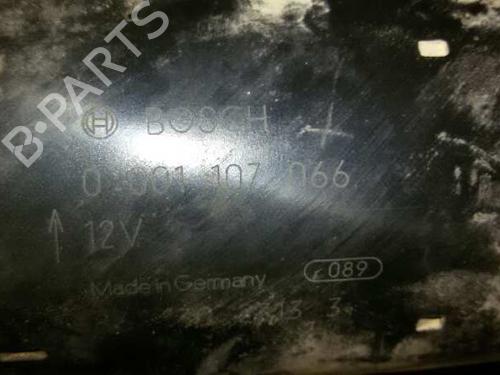 B-PARTS
BOSCH
0 001 107 066
12V
Made in Germany
089